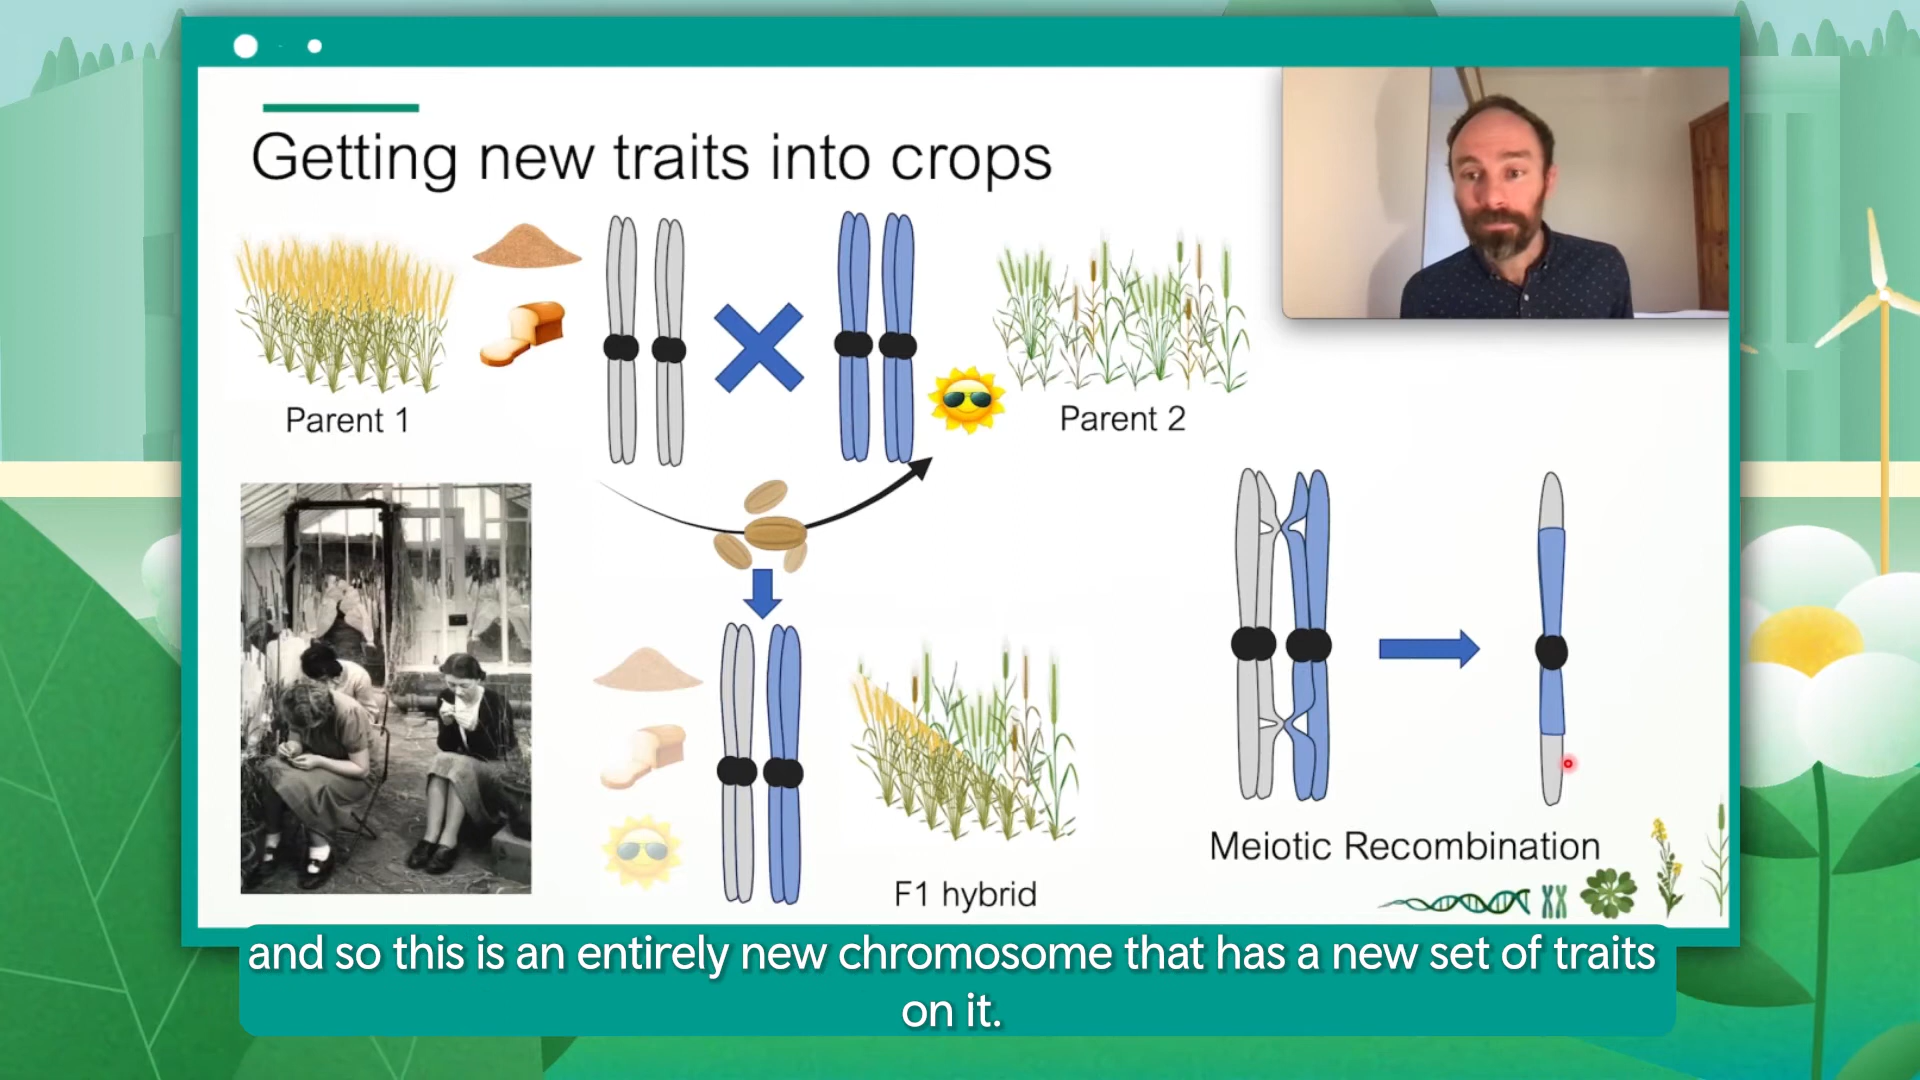 Getting new traits into crops
Parent 1
Parent 2
F1 hybrid
Meiotic Recombination
and so this is an entirely new chromosome that has a new set of traits
on it.